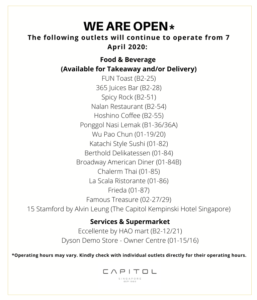 WE ARE OPEN*
The following outlets will continue to operate from 7
April 2020:
Food & Beverage
(Available for Takeaway and/or Delivery)
FUN Toast (B2-25)
365 Juices Bar (B2-28)
Spicy Rock (B2-51)
Nalan Restaurant (B2-54)
Hoshino Coffee (B2-55)
Ponggol Nasi Lemak (B1-36/36A)
Wu Pao Chun (01-19/20)
Katachi Style Sushi (01-82)
Berthold Delikatessen (01-84)
Broadway American Diner (01-84B)
Chalerm Thai (01-85)
La Scala Ristorante (01-86)
Frieda (01-87)
Famous Treasure (02-27/29)
15 Stamford by Alvin Leung (The Capitol Kempinski Hotel Singapore)
Services & Supermarket
Eccellente by HAO mart (B2-12/21)
Dyson Demo Store - Owner Centre (01-15/16)
*Operating hours may vary. Kindly check with individual outlets directly for their operating hours.
CAPITOL